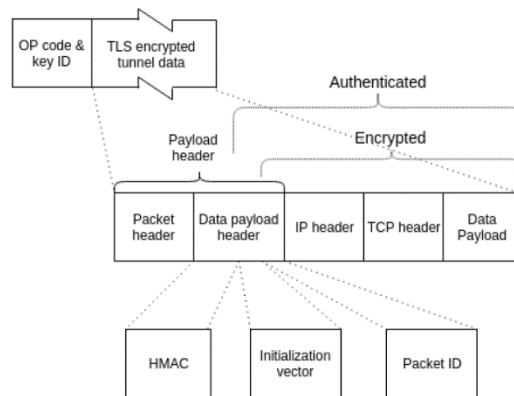 OP code &
key ID
TLS encrypted
tunnel data
Authenticated
Encrypted
Payload
header
Packet
header
Data payload
header
IP header
TCP header
Data
Payload
HMAC
Initialization
vector
Packet ID